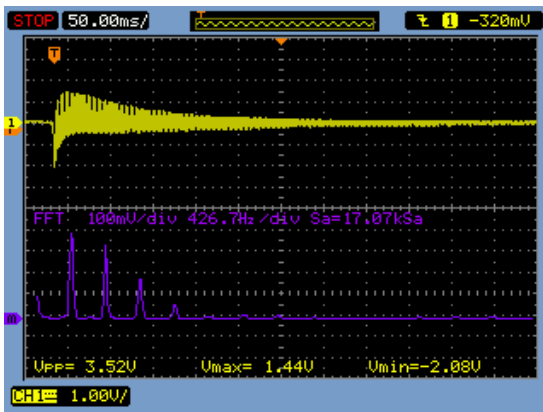 STOP 50.00ms/ T 1 -320mV
T
1
FFT 100mV/div 426.7Hz/div Sa=17.07kSa
m
VPP= 3.52V Vmax= 1.44V Vmin=-2.08V
CH1 1.00V/